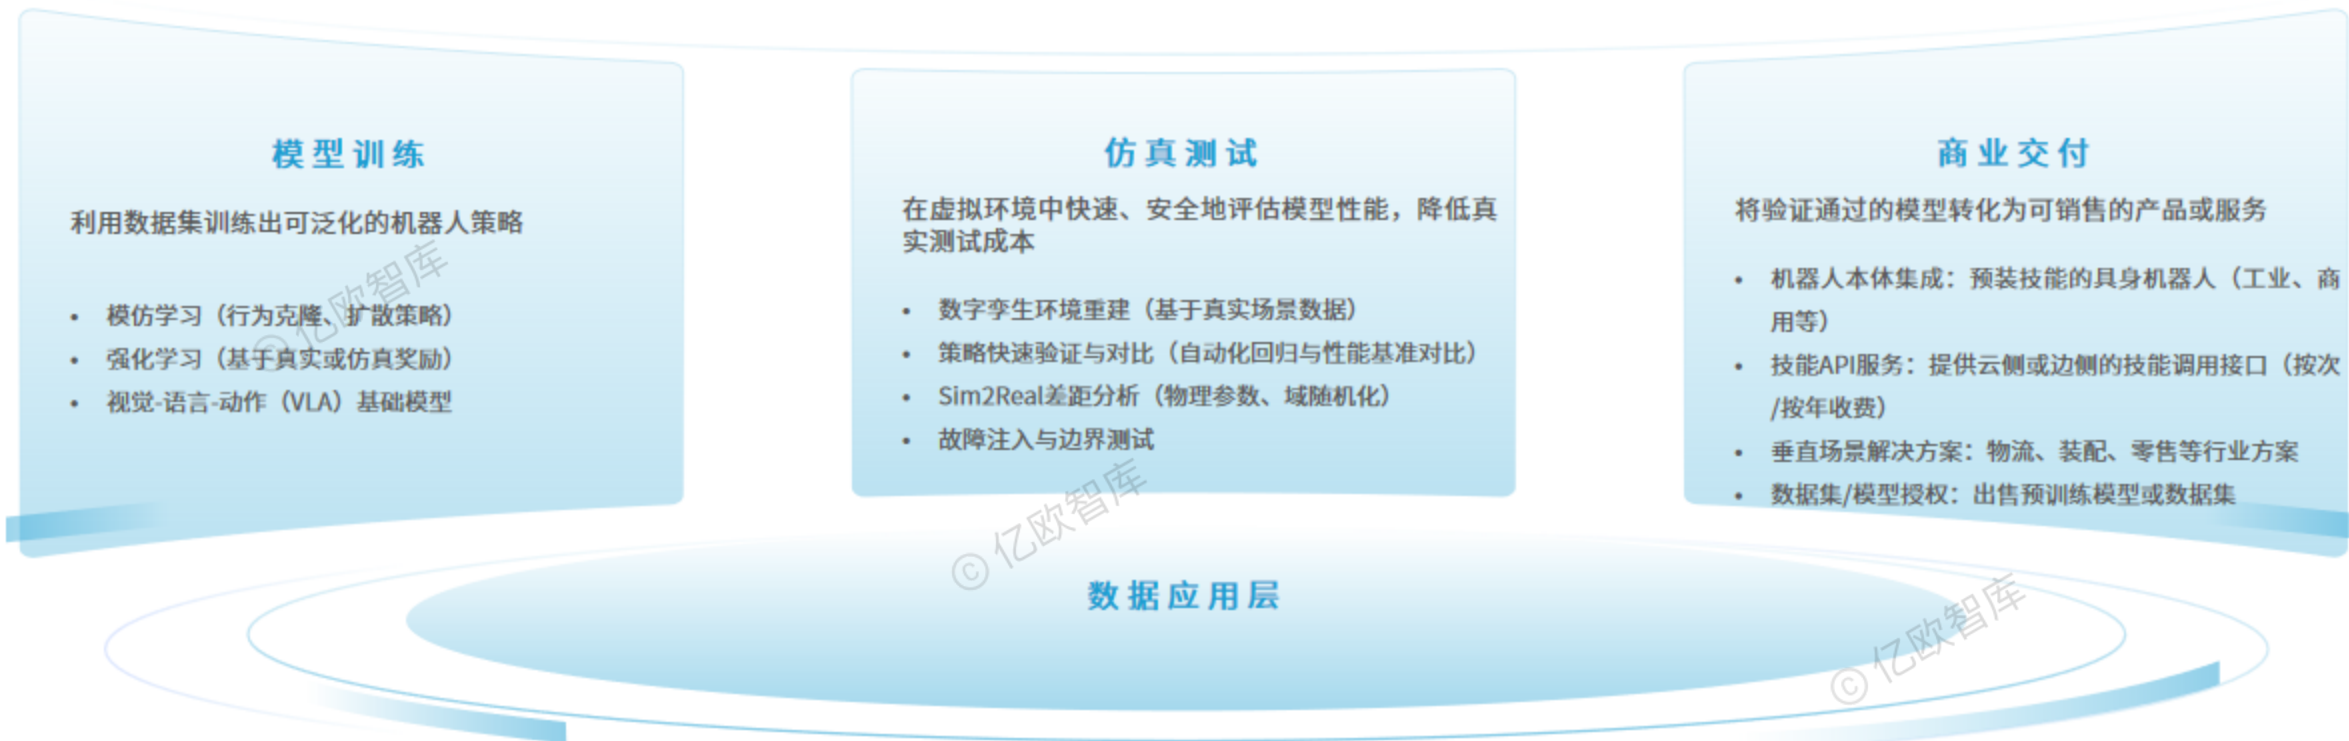 模型训练
利用数据集训练出可泛化的机器人策略
• 模仿学习（行为克隆、扩散策略）
• 强化学习（基于真实或仿真奖励）
• 视觉-语言-动作（VLA）基础模型
仿真测试
在虚拟环境中快速、安全地评估模型性能，降低真
实测试成本
• 数字孪生环境重建（基于真实场景数据）
• 策略快速验证与对比（自动化回归与性能基准对比）
• Sim2Real差距分析（物理参数、域随机化）
• 故障注入与边界测试
商业交付
将验证通过的模型转化为可销售的产品或服务
• 机器人本体集成：预装技能的具身机器人（工业、商
用等）
• 技能API服务：提供云侧或边侧的技能调用接口（按次
/按年收费）
• 垂直场景解决方案：物流、装配、零售等行业方案
• 数据集/模型授权：出售预训练模型或数据集
数据应用层
© 亿欧智库
© 亿欧智库
© 亿欧智库